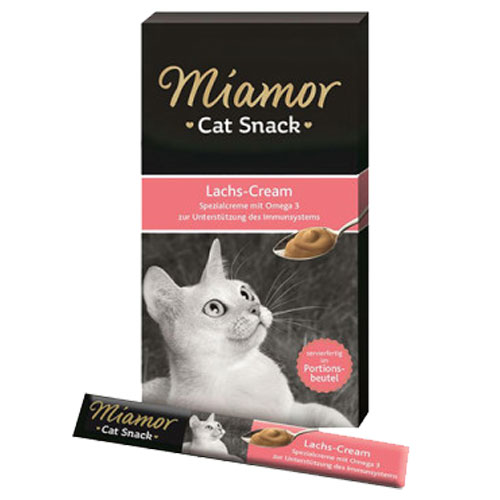 Miamor
Cat Snack
Lachs-Cream
Spezialcreme mit Omega 3
zur Unterstützung des Immunsystems
servierfertig
im
Portions-
beutel
Miamor
Cat Snack
Lachs-Cream
Spezialcreme mit Omega 3
zur Unterstützung des Immunsystems